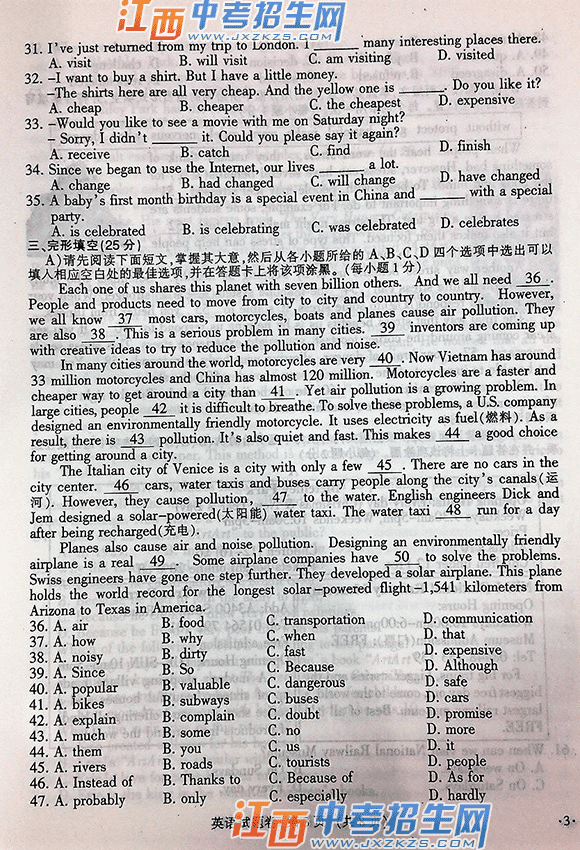 江西中考招生网
WWW.JXZKZS.COM
31. I've just returned from my trip to London. I ______ many interesting places there.
A. visit B. will visit C. am visiting D. visited
32. -I want to buy a shirt. But I have a little money.
-The shirts here are all very cheap. And the yellow one is ______. Do you like it?
A. cheap B. cheaper C. the cheapest D. expensive
33. -Would you like to see a movie with me on Saturday night?
- Sorry, I didn't ______ it. Could you please say it again?
A. receive B. catch C. find D. finish
34. Since we began to use the Internet, our lives ______ a lot.
A. change B. had changed C. will change D. have changed
35. A baby's first month birthday is a special event in China and ______ with a special
party.
A. is celebrated B. is celebrating C. was celebrated D. celebrates
三、完形填空(25分)
A)请先阅读下面短文,掌握其大意,然后从各小题所给的A、B、C、D四个选项中选出可以
填入相应空白处的最佳选项,并在答题卡上将该项涂黑。(每小题1分)
Each one of us shares this planet with seven billion others. And we all need 36 .
People and products need to move from city to city and country to country. However,
we all know 37 most cars, motorcycles, boats and planes cause air pollution. They
are also 38 . This is a serious problem in many cities. 39 inventors are coming up
with creative ideas to try to reduce the pollution and noise.
In many cities around the world, motorcycles are very 40 . Now Vietnam has around
33 million motorcycles and China has almost 120 million. Motorcycles are a faster and
cheaper way to get around a city than 41 . Yet air pollution is a growing problem. In
large cities, people 42 it is difficult to breathe. To solve these problems, a U.S. company
designed an environmentally friendly motorcycle. It uses electricity as fuel(燃料). As a
result, there is 43 pollution. It's also quiet and fast. This makes 44 a good choice
for getting around a city.
The Italian city of Venice is a city with only a few 45 . There are no cars in the
city center. 46 cars, water taxis and buses carry people along the city's canals(运
河). However, they cause pollution, 47 to the water. English engineers Dick and
Jem designed a solar-powered(太阳能) water taxi. The water taxi 48 run for a day
after being recharged(充电).
Planes also cause air and noise pollution. Designing an environmentally friendly
airplane is a real 49 . Some airplane companies have 50 to solve the problems.
Swiss engineers have gone one step further. They developed a solar airplane. This plane
holds the world record for the longest solar-powered flight-1,541 kilometers from
Arizona to Texas in America.
36. A. air B. food C. transportation D. communication
37. A. how B. why C. when D. that
38. A. noisy B. dirty C. fast D. expensive
39. A. Since B. So C. Because D. Although
40. A. popular B. valuable C. dangerous D. safe
41. A. bikes B. subways C. buses D. cars
42. A. explain B. complain C. doubt D. promise
43. A. much B. some C. no D. more
44. A. them B. you C. us D. it
45. A. rivers B. roads C. tourists D. people
46. A. Instead of B. Thanks to C. Because of D. As for
47. A. probably B. only C. especially D. hardly
英语试题卷
·3·
江西中考招生网
WWW.JXZKZS.COM